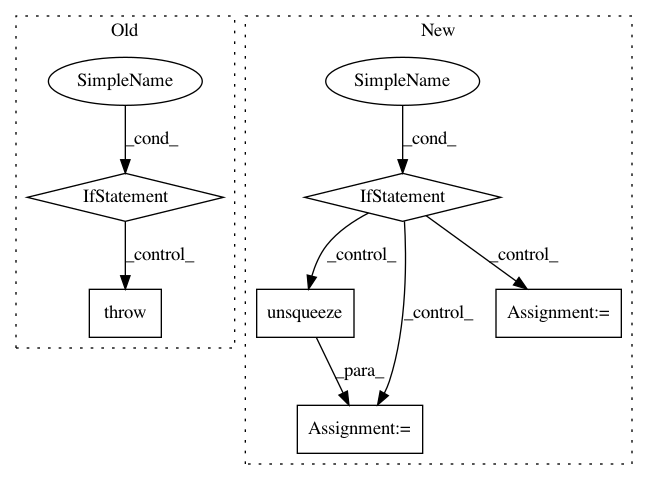 Old
New
SimpleName
SimpleName
_cond_
_cond_
IfStatement
IfStatement
_control_
_control_
_control_
_control_
throw
unsqueeze
Assignment:=
_para_
Assignment:=